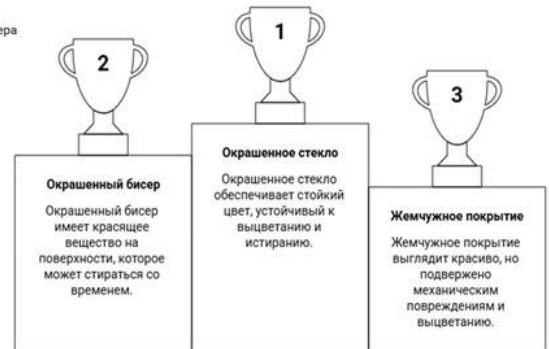 2
Окрашенный бисер
Окрашенный бисер
имеет красящее
вещество на
поверхности, которое
может стираться со
временем.
1
Окрашенное стекло
Окрашенное стекло
обеспечивает стойкий
цвет, устойчивый к
выцветанию и
истиранию.
3
Жемчужное покрытие
Жемчужное покрытие
выглядит красиво, но
подвержено
механическим
повреждениям и
выцветанию.